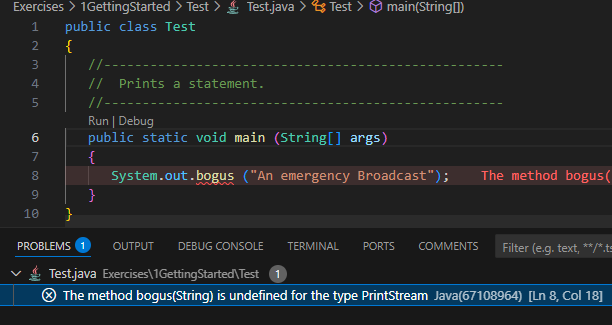 Exercises > 1GettingStarted > Test > Test.java > Test > main(String[])
1 public class Test
2 {
3 //--------------------------------------------------
4 // Prints a statement.
5 //--------------------------------------------------
Run | Debug
6 public static void main (String[] args)
7 {
8 System.out.bogus ("An emergency Broadcast"); The method bogus(
9 }
10 }
PROBLEMS 1 OUTPUT DEBUG CONSOLE TERMINAL PORTS COMMENTS Filter (e.g. text, **/*.ts
Test.java Exercises\1GettingStarted\Test 1
The method bogus(String) is undefined for the type PrintStream Java(67108964) [Ln 8, Col 18]